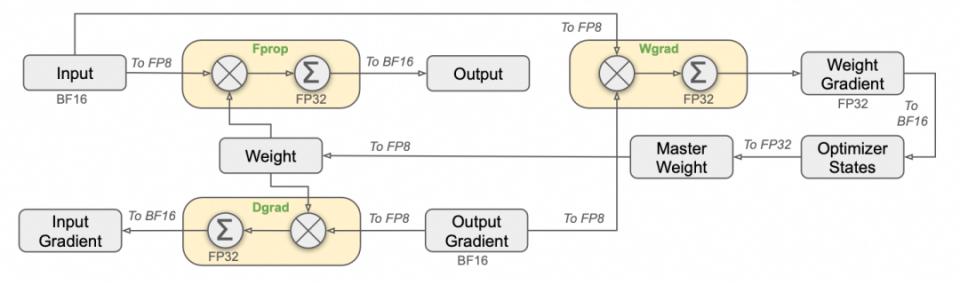 To FP8
Fprop
Wgrad
Input
To FP8
Σ
To BF16
Output
Σ
Weight
Gradient
BF16
FP32
FP32
FP32
To
BF16
Weight
To FP8
Master
Weight
To FP32
Optimizer
States
Dgrad
Input
Gradient
To BF16
Σ
To FP8
Output
Gradient
To FP8
FP32
BF16